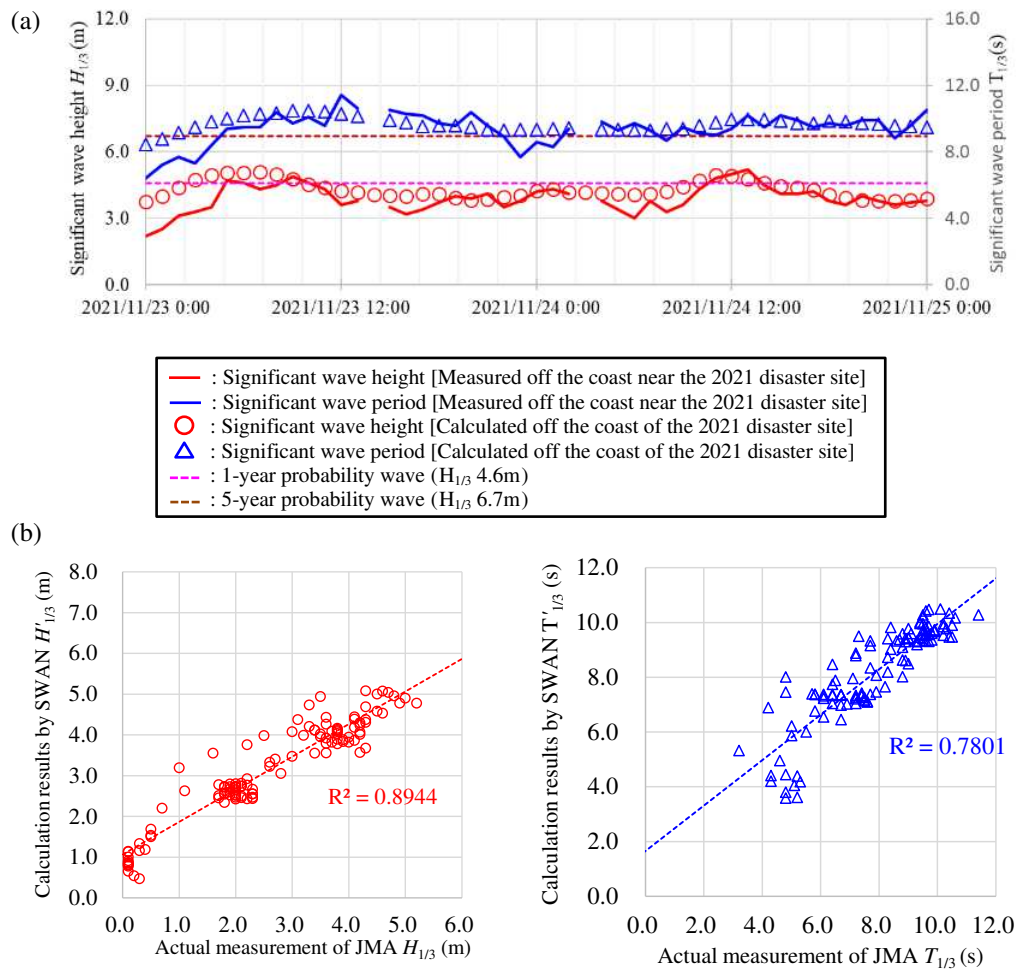 (a)
Significant wave height H1/3 (m)
12.0
9.0
6.0
3.0
0.0
16.0
12.0
8.0
4.0
0.0
Significant wave period T1/3(s)
2021/11/23 0:00
2021/11/23 12:00
2021/11/24 0:00
2021/11/24 12:00
2021/11/25 0:00
: Significant wave height [Measured off the coast near the 2021 disaster site]
: Significant wave period [Measured off the coast near the 2021 disaster site]
: Significant wave height [Calculated off the coast of the 2021 disaster site]
: Significant wave period [Calculated off the coast of the 2021 disaster site]
: 1-year probability wave (H1/3 4.6m)
: 5-year probability wave (H1/3 6.7m)
(b)
Calculation results by SWAN H'1/3 (m)
8.0
7.0
6.0
5.0
4.0
3.0
2.0
1.0
0.0
R² = 0.8944
0.0 1.0 2.0 3.0 4.0 5.0 6.0
Actual measurement of JMA H1/3 (m)
Calculation results by SWAN T'1/3 (s)
12.0
10.0
8.0
6.0
4.0
2.0
0.0
R² = 0.7801
0.0 2.0 4.0 6.0 8.0 10.0 12.0
Actual measurement of JMA T1/3 (s)